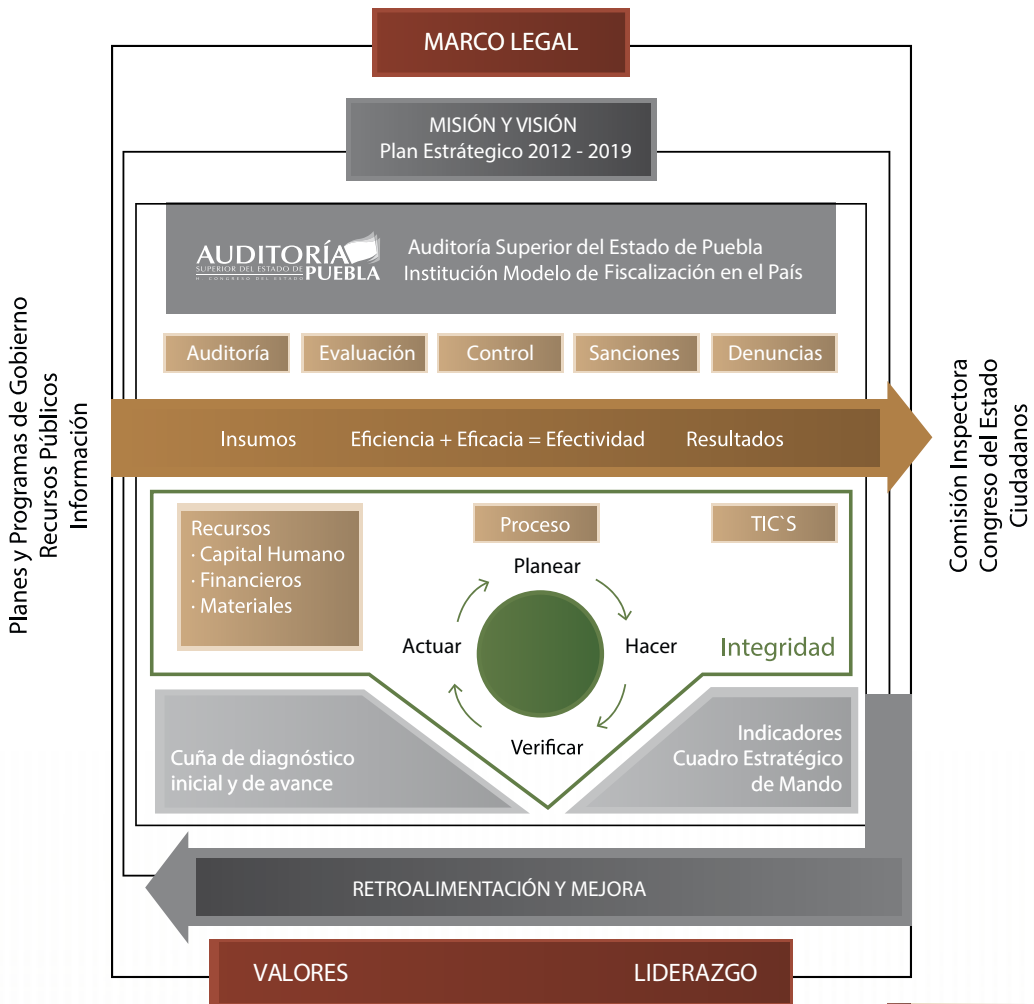 MARCO LEGAL
MISIÓN Y VISIÓN
Plan Estrátegico 2012 - 2019
AUDITORÍA
SUPERIOR DEL ESTADO DE
PUEBLA
H. CONGRESO DEL ESTADO
Auditoría Superior del Estado de Puebla
Institución Modelo de Fiscalización en el País
Auditoría
Evaluación
Control
Sanciones
Denuncias
Planes y Programas de Gobierno
Recursos Públicos
Información
Insumos
Eficiencia + Eficacia = Efectividad
Resultados
Comisión Inspectora
Congreso del Estado
Ciudadanos
Recursos
· Capital Humano
· Financieros
· Materiales
Proceso
TIC`S
Planear
Hacer
Verificar
Actuar
Integridad
Cuña de diagnóstico
inicial y de avance
Indicadores
Cuadro Estratégico
de Mando
RETROALIMENTACIÓN Y MEJORA
VALORES
LIDERAZGO